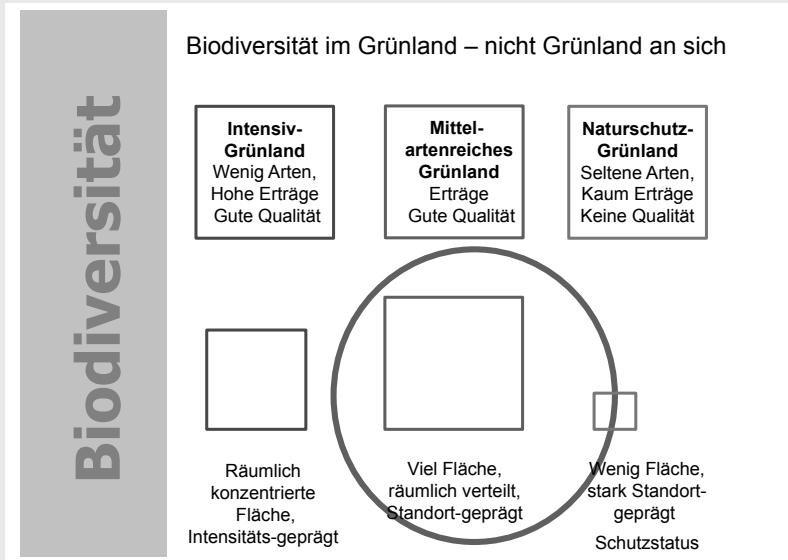 Biodiversität
Biodiversität im Grünland – nicht Grünland an sich
Intensiv-
Grünland
Wenig Arten,
Hohe Erträge
Gute Qualität
Mittel-
artenreiches
Grünland
Erträge
Gute Qualität
Naturschutz-
Grünland
Seltene Arten,
Kaum Erträge
Keine Qualität
Räumlich
konzentrierte
Fläche,
Intensitäts-geprägt
Viel Fläche,
räumlich verteilt,
Standort-geprägt
Wenig Fläche,
stark Standort-
geprägt
Schutzstatus